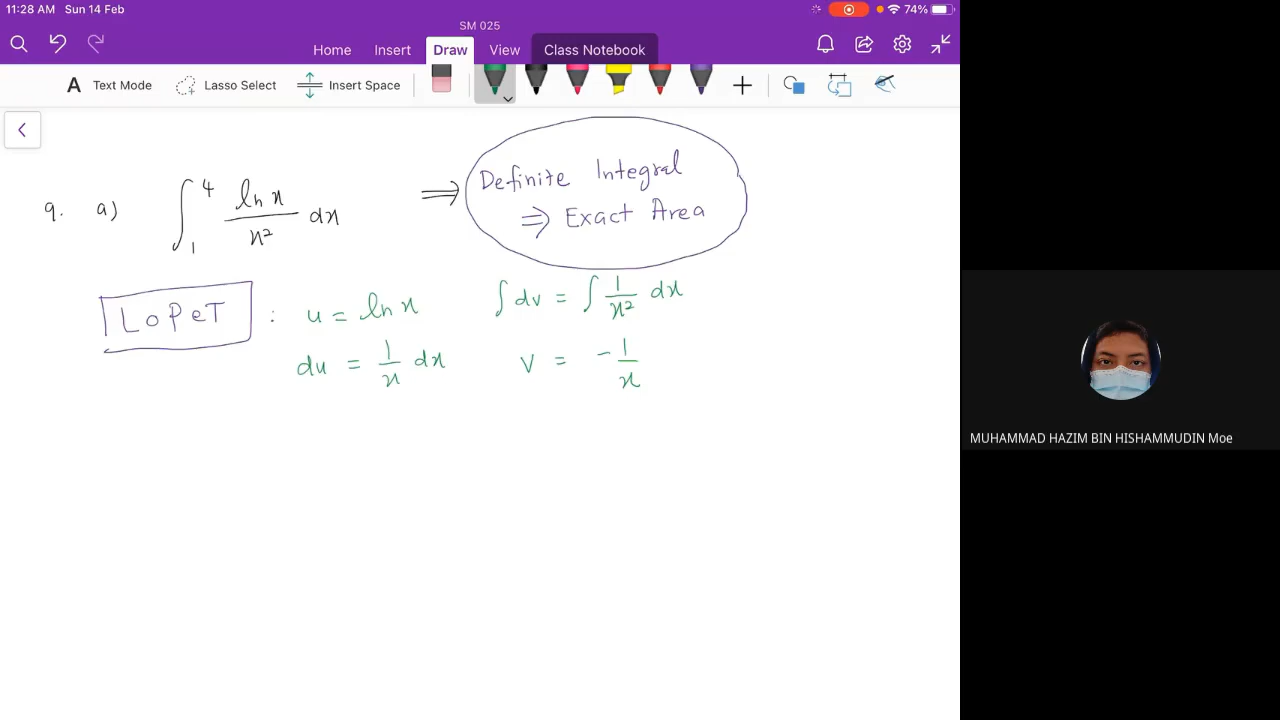 11:28 AM Sun 14 Feb
74%
SM 025
Home Insert Draw View Class Notebook
A Text Mode Lasso Select Insert Space
9. a) ∫₁⁴ ln x / x² dx ⇒ Definite Integral
⇒ Exact Area
LoPeT : u = ln x ∫ dv = ∫ 1/x² dx
du = 1/x dx v = -1/x
MUHAMMAD HAZIM BIN HISHAMMUDIN Moe